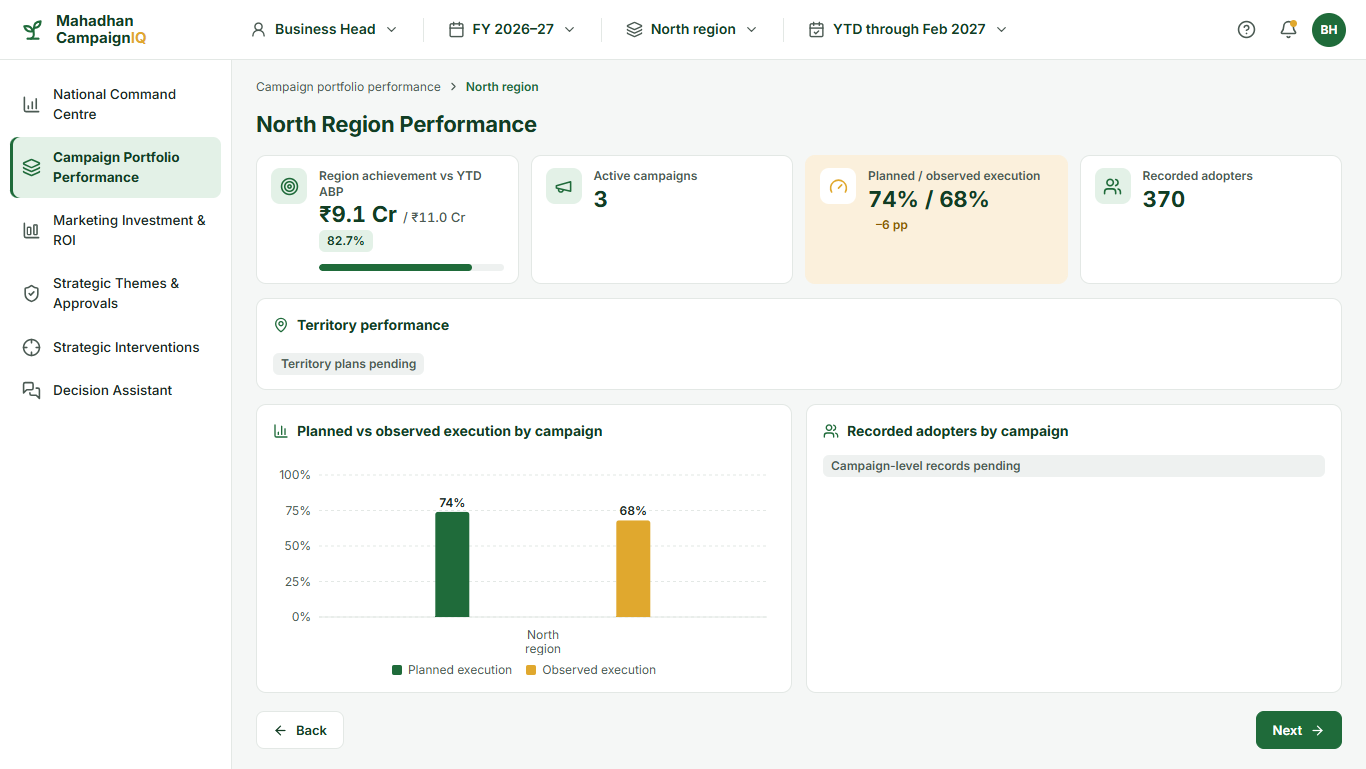 Mahadhan
CampaignIQ
Business Head
FY 2026–27
North region
YTD through Feb 2027
BH
National Command
Centre
Campaign Portfolio
Performance
Marketing Investment &
ROI
Strategic Themes &
Approvals
Strategic Interventions
Decision Assistant
Campaign portfolio performance > North region
North Region Performance
Region achievement vs YTD
ABP
₹9.1 Cr / ₹11.0 Cr
82.7%
Active campaigns
3
Planned / observed execution
74% / 68%
−6 pp
Recorded adopters
370
Territory performance
Territory plans pending
Planned vs observed execution by campaign
100%
75%
50%
25%
0%
74%
68%
North
region
Planned execution
Observed execution
Recorded adopters by campaign
Campaign-level records pending
Back
Next